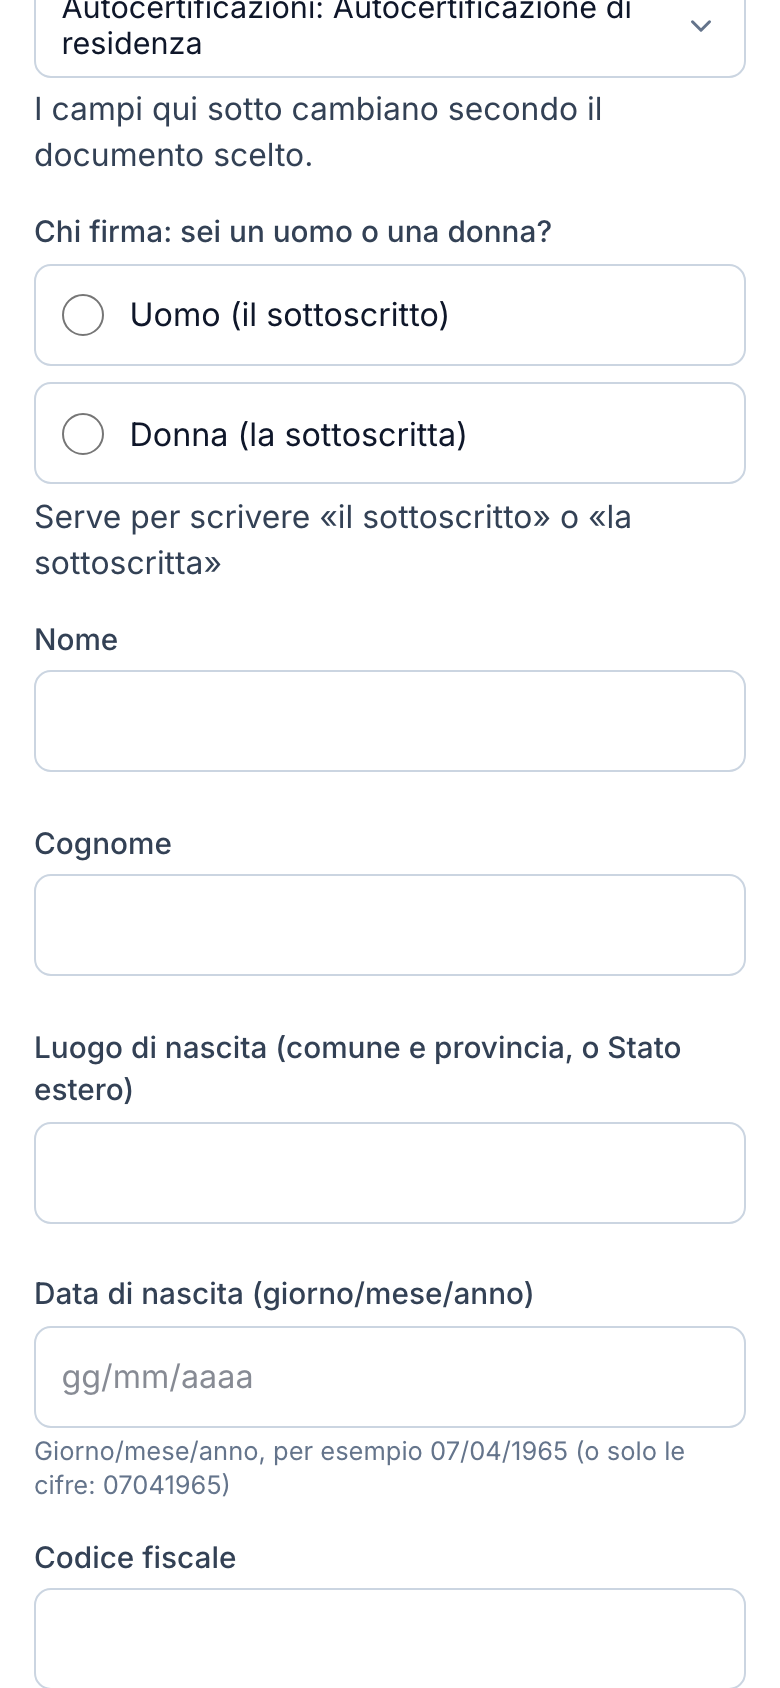 Autocertificazioni: Autocertificazione di
residenza
I campi qui sotto cambiano secondo il
documento scelto.
Chi firma: sei un uomo o una donna?
Uomo (il sottoscritto)
Donna (la sottoscritta)
Serve per scrivere «il sottoscritto» o «la
sottoscritta»
Nome
Cognome
Luogo di nascita (comune e provincia, o Stato
estero)
Data di nascita (giorno/mese/anno)
gg/mm/aaaa
Giorno/mese/anno, per esempio 07/04/1965 (o solo le
cifre: 07041965)
Codice fiscale